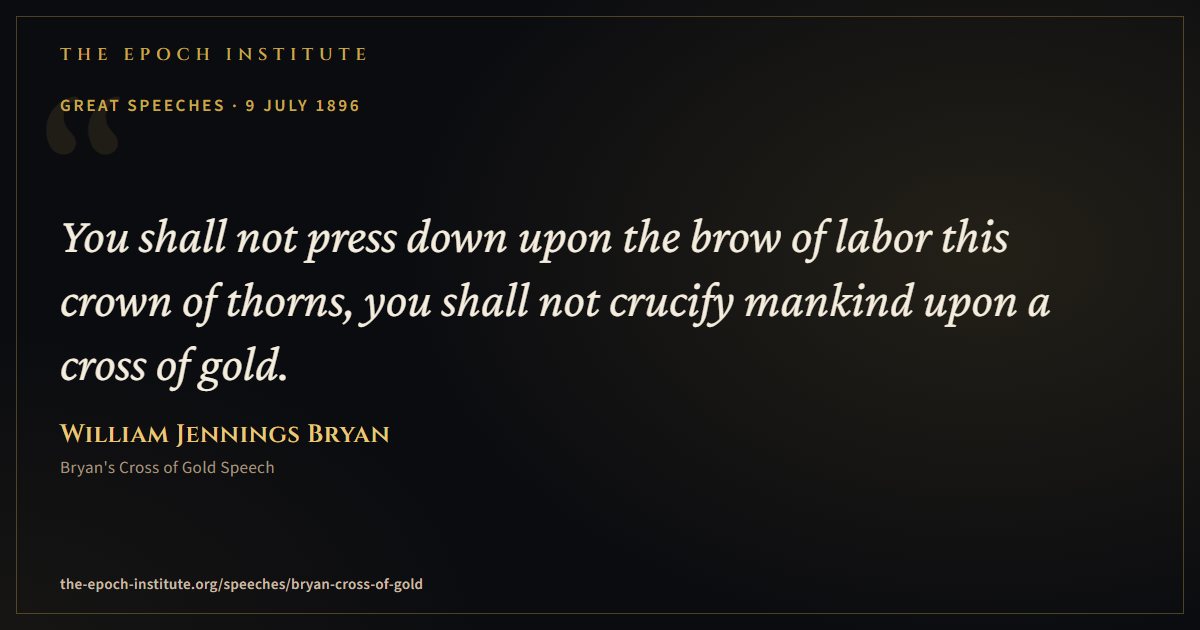 THE EPOCH INSTITUTE
GREAT SPEECHES · 9 JULY 1896
“
You shall not press down upon the brow of labor this
crown of thorns, you shall not crucify mankind upon a
cross of gold.
William Jennings Bryan
Bryan's Cross of Gold Speech
the-epoch-institute.org/speeches/bryan-cross-of-gold